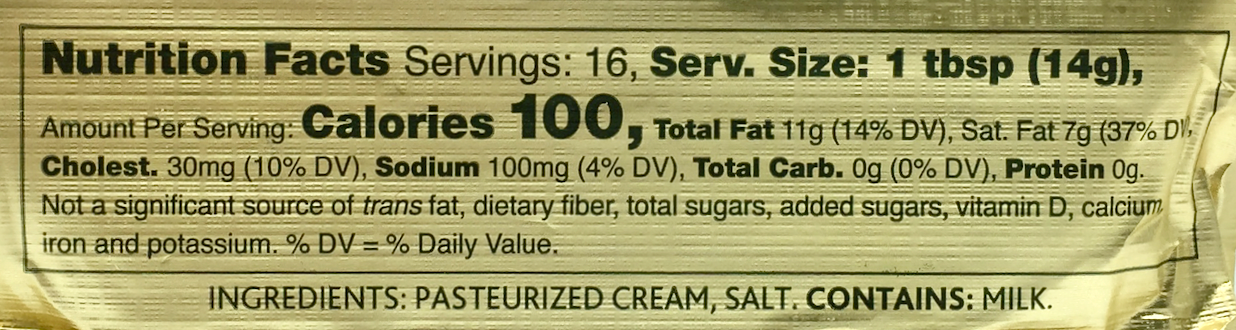 Nutrition Facts Servings: 16, Serv. Size: 1 tbsp (14g),
Amount Per Serving: Calories 100, Total Fat 11g (14% DV), Sat. Fat 7g (37% DV),
Cholest. 30mg (10% DV), Sodium 100mg (4% DV), Total Carb. 0g (0% DV), Protein 0g.
Not a significant source of trans fat, dietary fiber, total sugars, added sugars, vitamin D, calcium,
iron and potassium. % DV = % Daily Value.
INGREDIENTS: PASTEURIZED CREAM, SALT. CONTAINS: MILK.